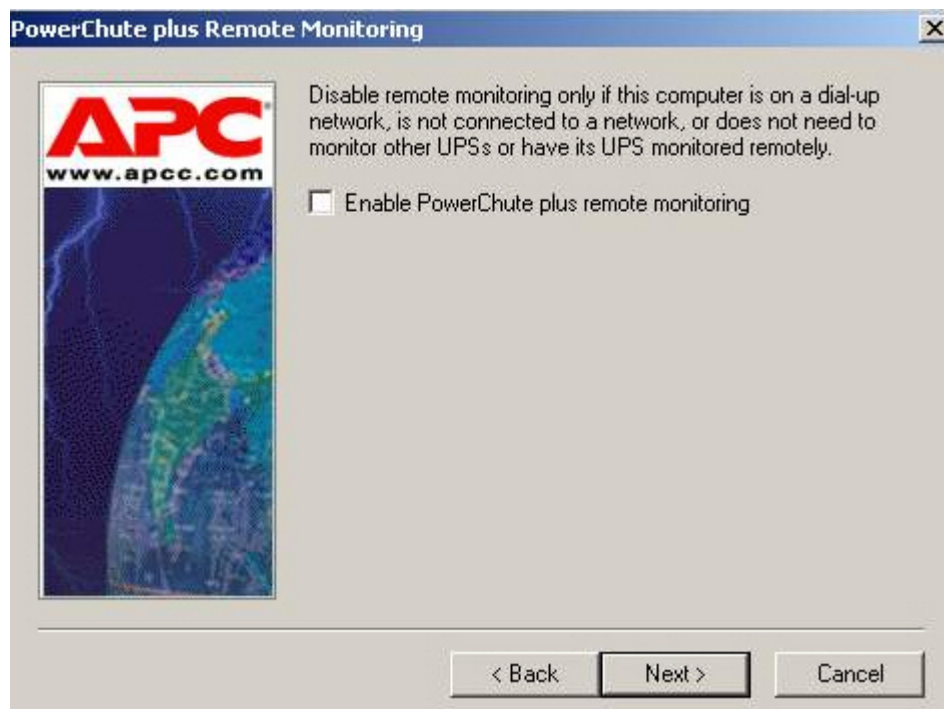 PowerChute plus Remote Monitoring
APC
www.apcc.com
Disable remote monitoring only if this computer is on a dial-up
network, is not connected to a network, or does not need to
monitor other UPSs or have its UPS monitored remotely.
Enable PowerChute plus remote monitoring
< Back Next > Cancel